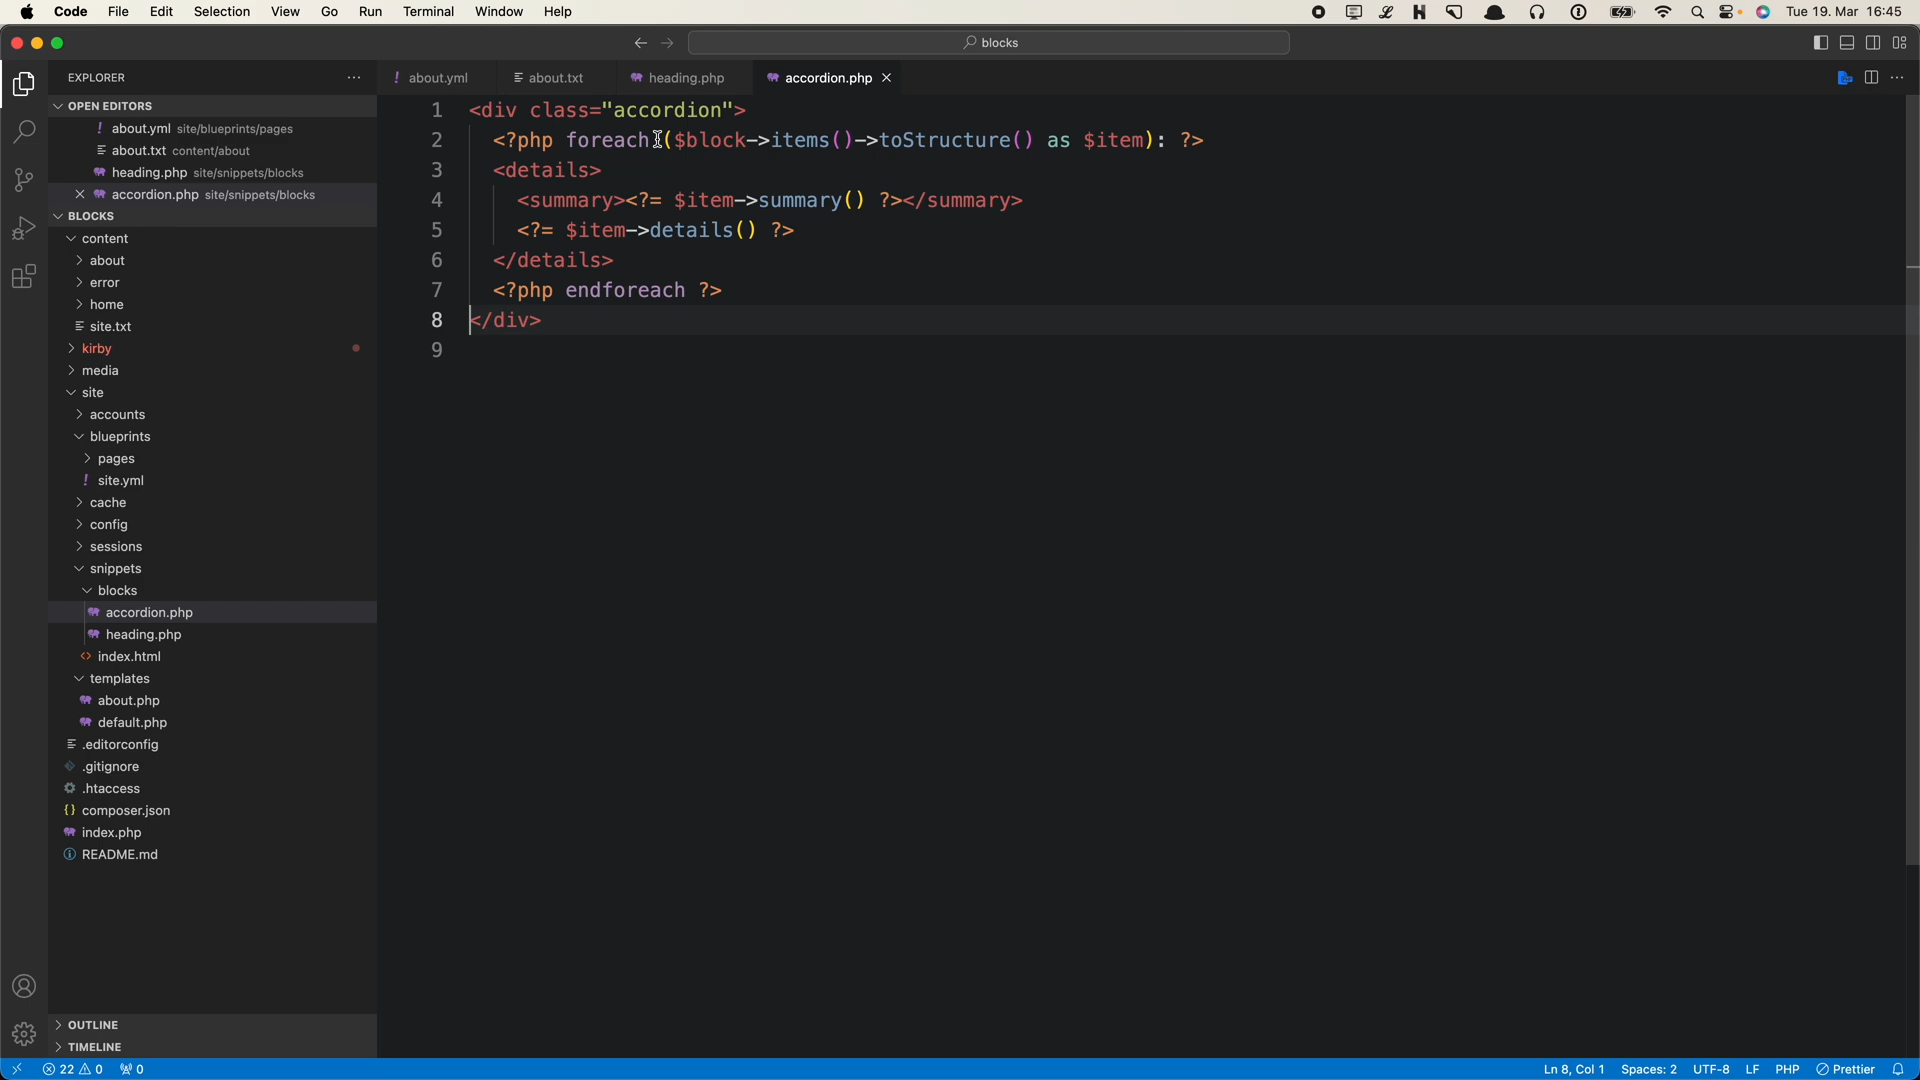 Code File Edit Selection View Go Run Terminal Window Help Tue 19. Mar 16:45
blocks
EXPLORER
about.yml about.txt heading.php accordion.php
OPEN EDITORS
about.yml site/blueprints/pages
about.txt content/about
heading.php site/snippets/blocks
accordion.php site/snippets/blocks
BLOCKS
content
about
error
home
site.txt
kirby
media
site
accounts
blueprints
pages
site.yml
cache
config
sessions
snippets
blocks
accordion.php
heading.php
index.html
templates
about.php
default.php
.editorconfig
.gitignore
.htaccess
composer.json
index.php
README.md
OUTLINE
TIMELINE
1 <div class="accordion">
2 <?php foreach ($block->items()->toStructure() as $item): ?>
3 <details>
4 <summary><?= $item->summary() ?></summary>
5 <?= $item->details() ?>
6 </details>
7 <?php endforeach ?>
8 </div>
9
22 0 0 Ln 8, Col 1 Spaces: 2 UTF-8 LF PHP Prettier